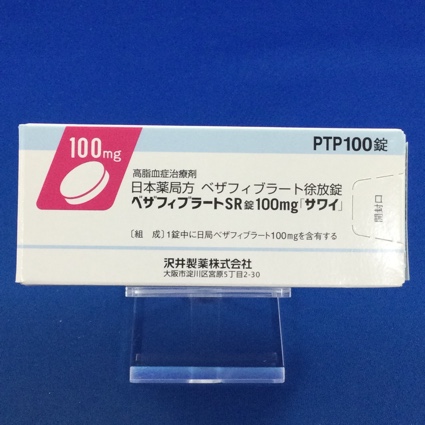 100mg
PTP100錠
高脂血症治療剤
日本薬局方 ベザフィブラート徐放錠
ベザフィブラートSR錠100mg「サワイ」
開封口
〔組 成〕1錠中に日局ベザフィブラート100mgを含有する
沢井製薬株式会社
大阪市淀川区宮原5丁目2-30